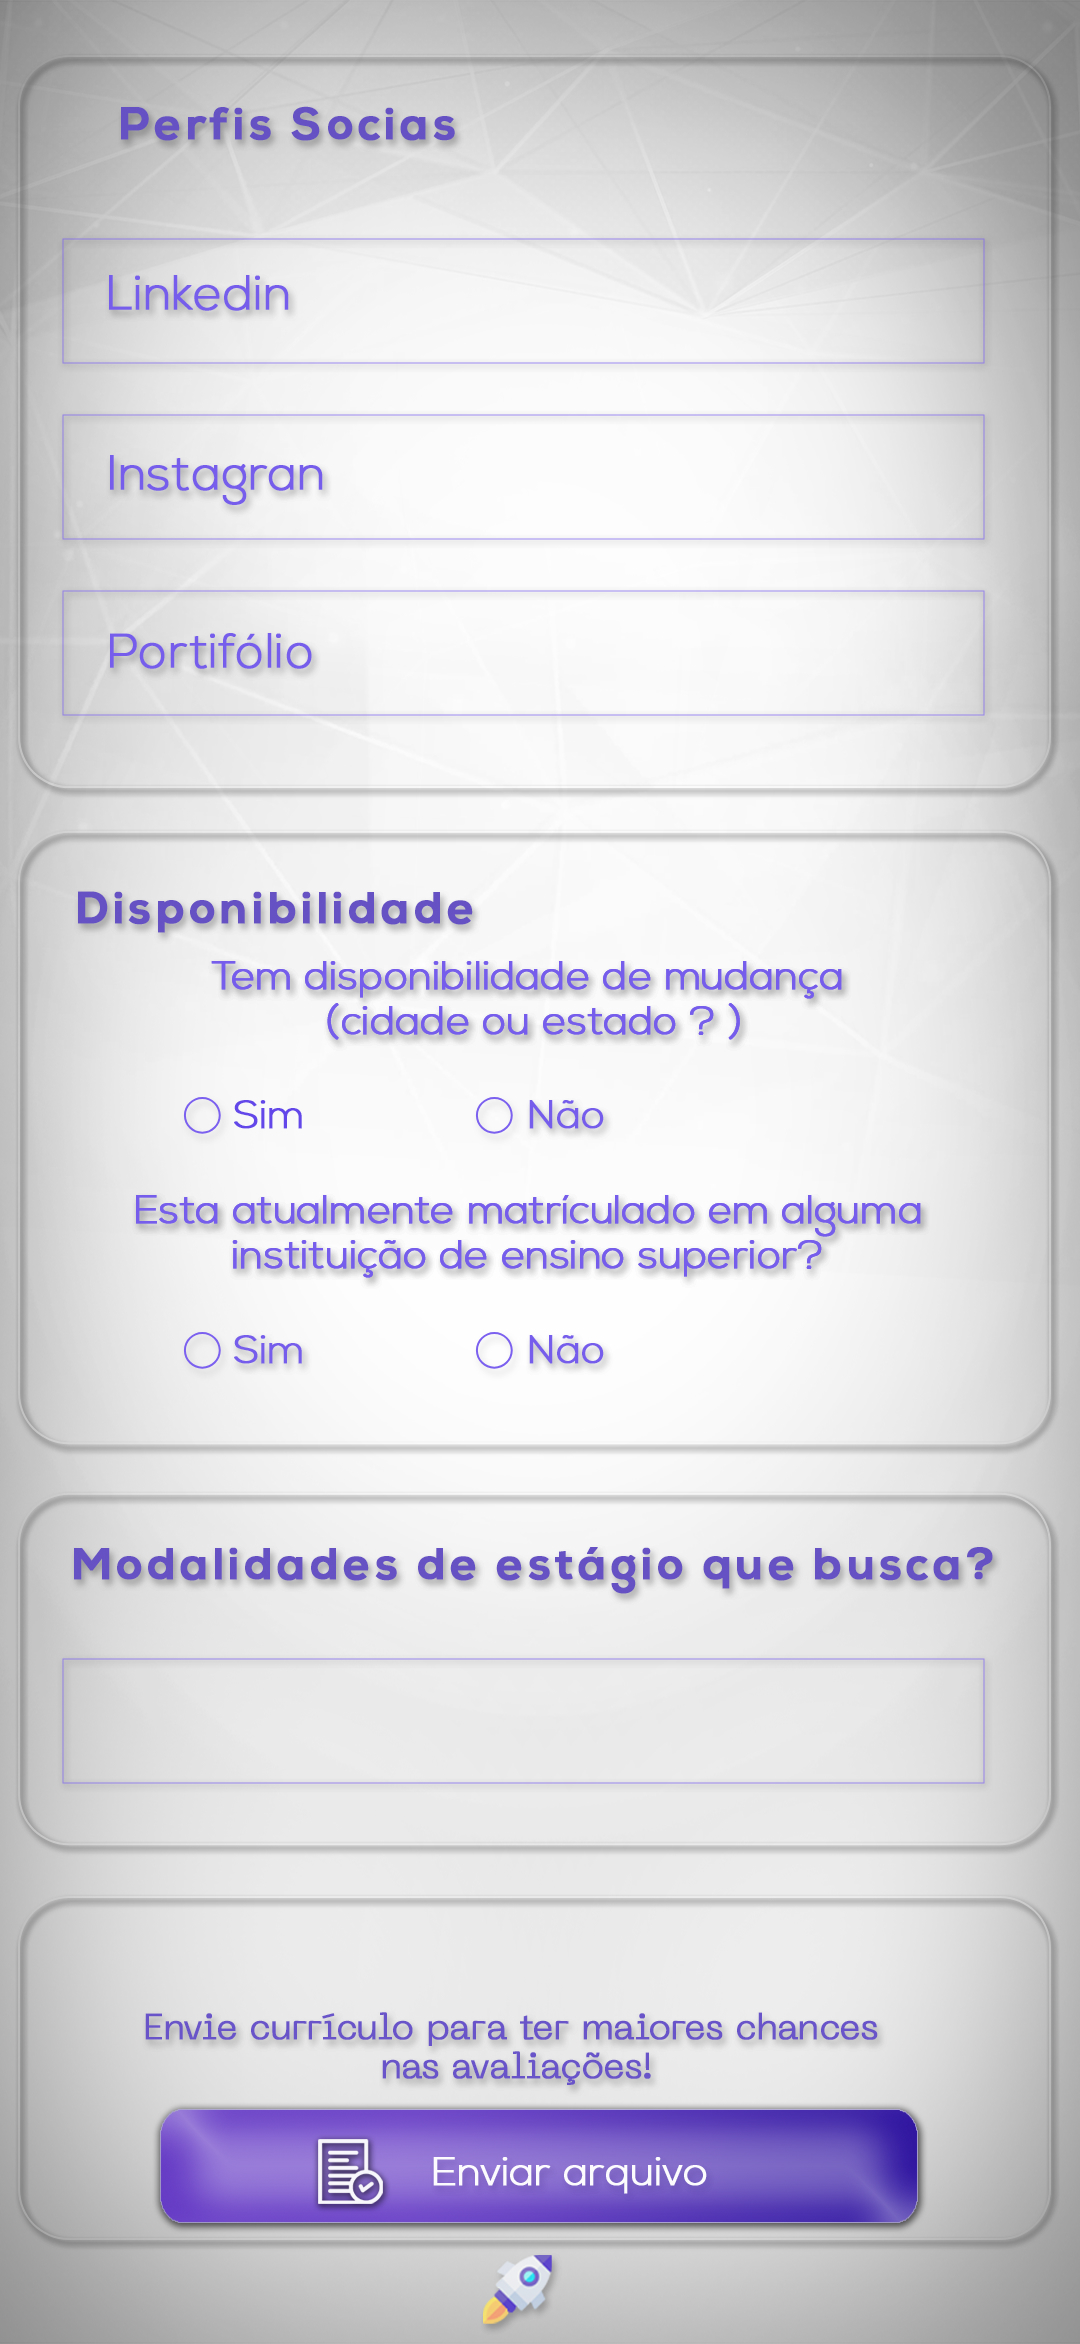 Perfis Socias
Linkedin
Instagran
Portifólio
Disponibilidade
Tem disponibilidade de mudança
(cidade ou estado ? )
Sim Não
Esta atualmente matrículado em alguma
instituição de ensino superior?
Sim Não
Modalidades de estágio que busca?
Envie currículo para ter maiores chances
nas avaliações!
Enviar arquivo